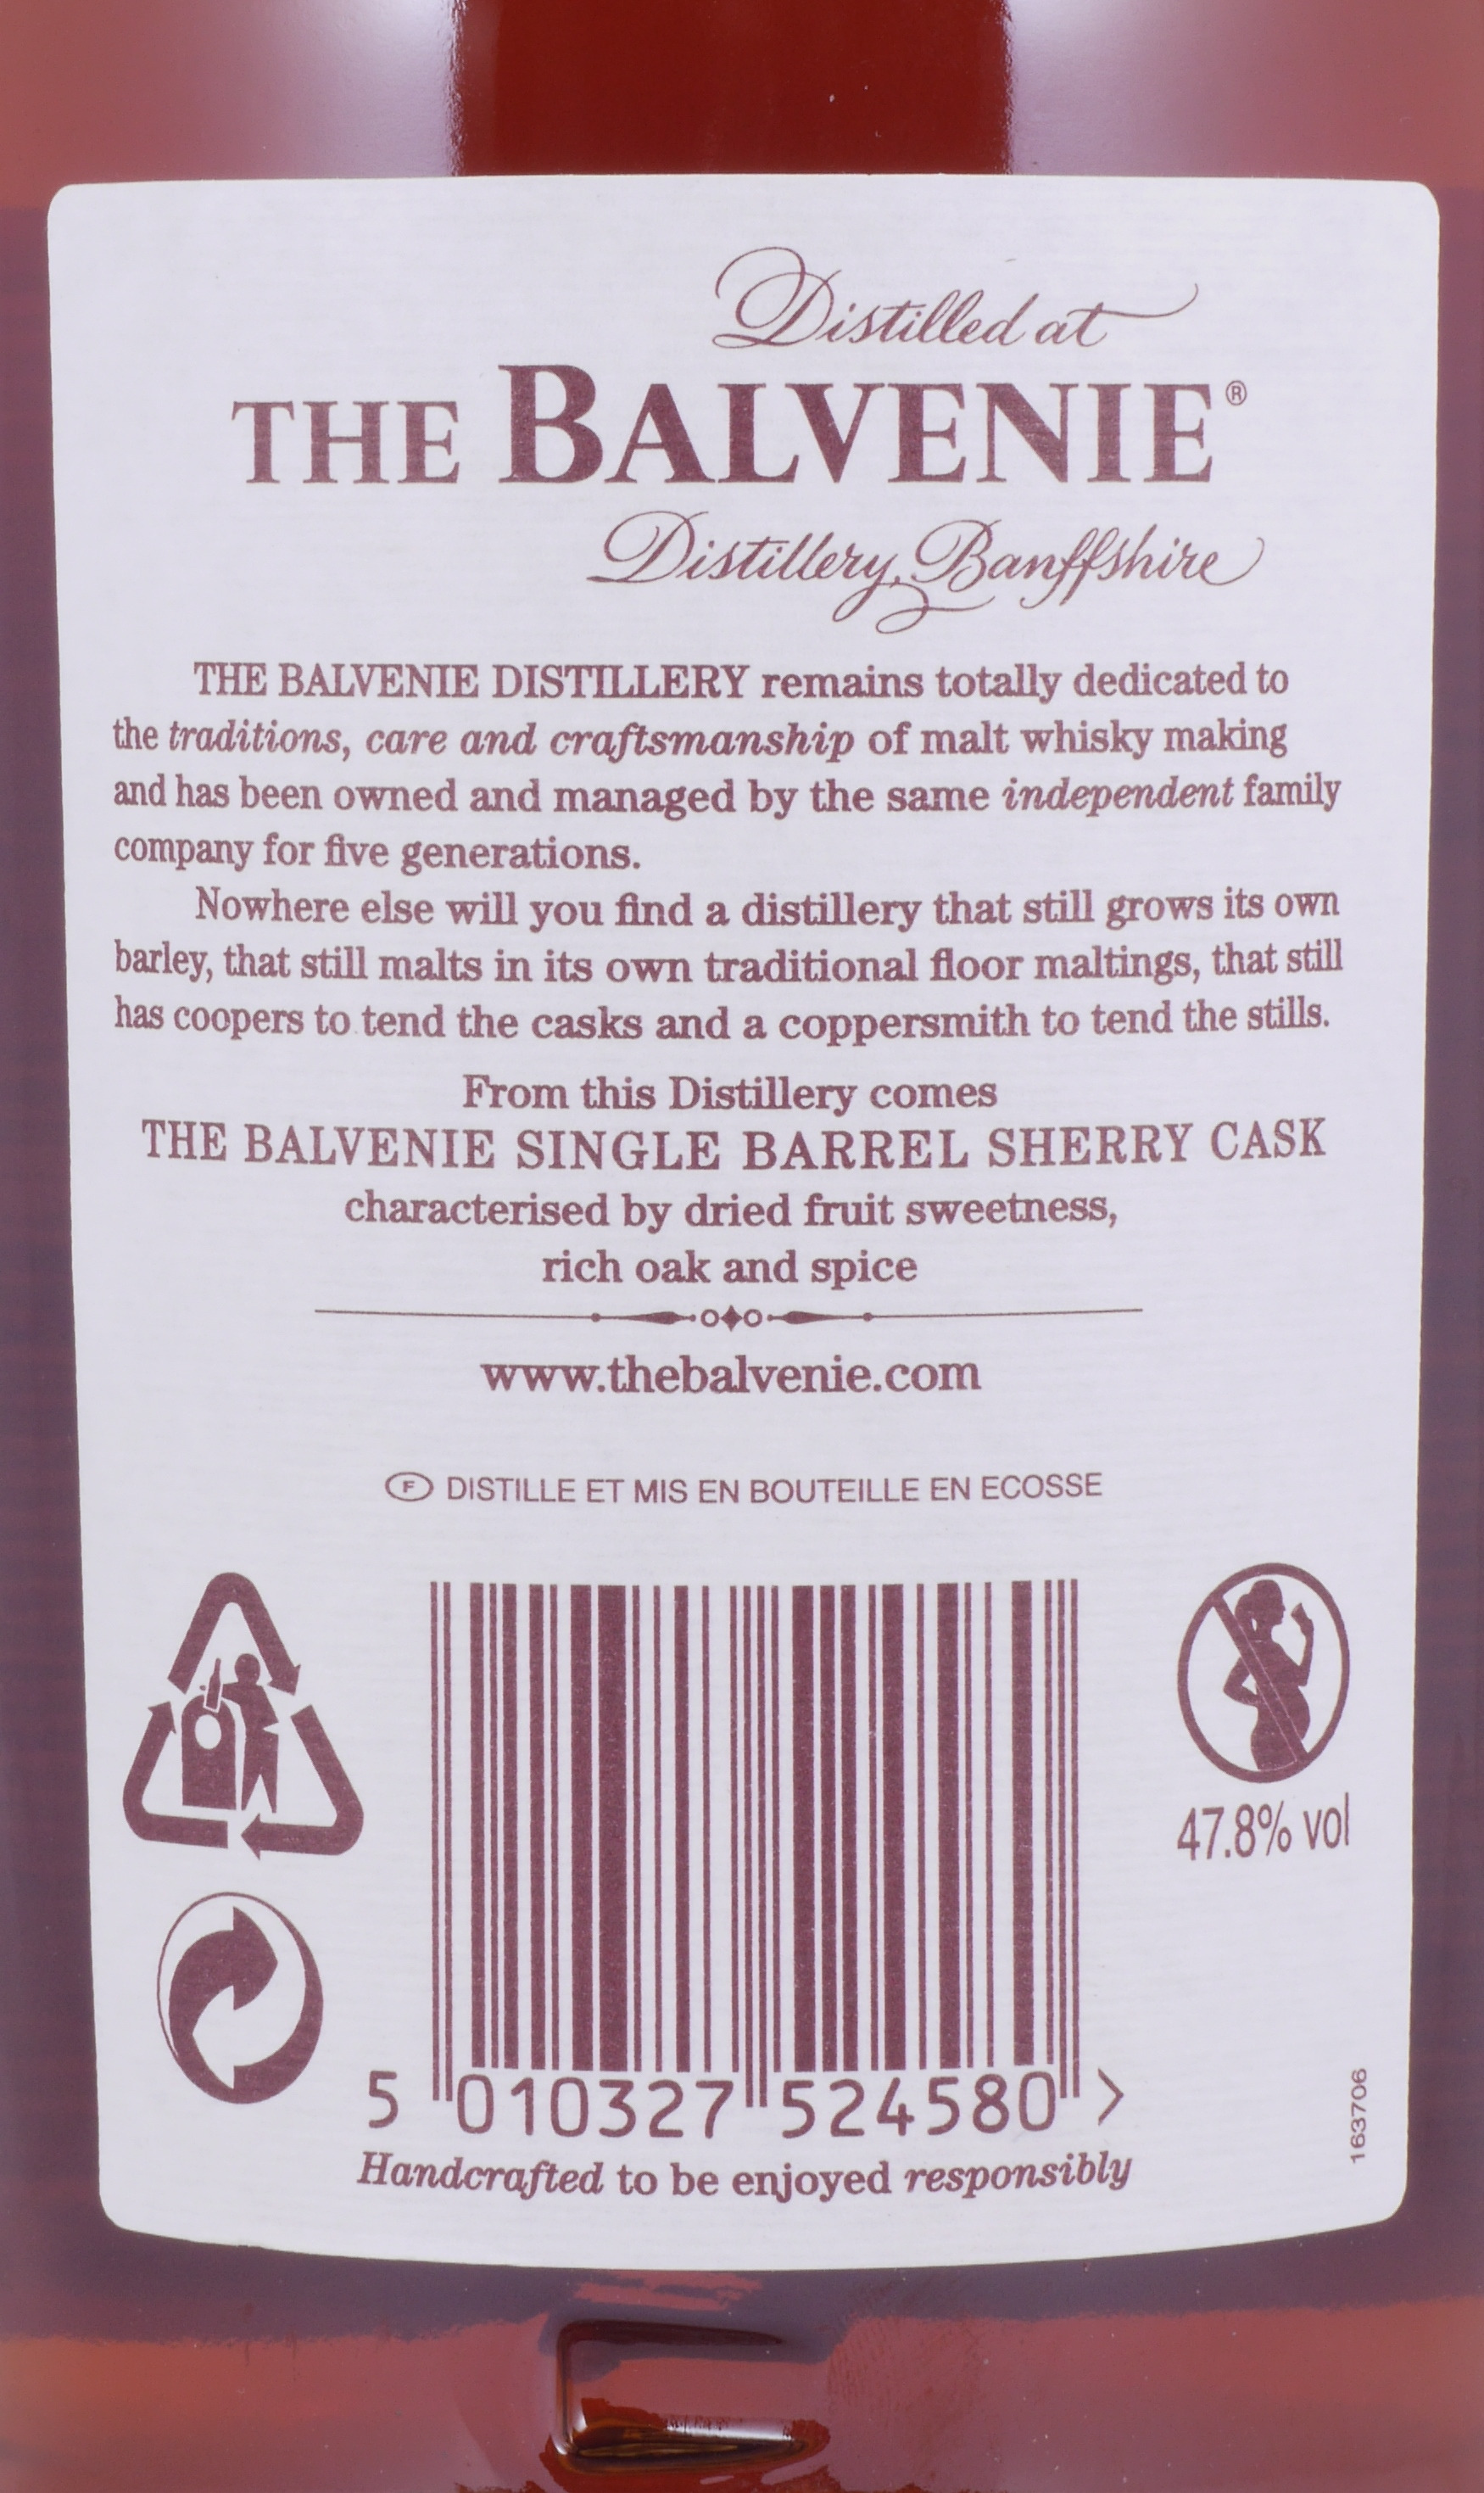 Distilled at
THE BALVENIE®
Distillery, Banffshire
THE BALVENIE DISTILLERY remains totally dedicated to
the traditions, care and craftsmanship of malt whisky making
and has been owned and managed by the same independent family
company for five generations.
Nowhere else will you find a distillery that still grows its own
barley, that still malts in its own traditional floor maltings, that still
has coopers to tend the casks and a coppersmith to tend the stills.
From this Distillery comes
THE BALVENIE SINGLE BARREL SHERRY CASK
characterised by dried fruit sweetness,
rich oak and spice
www.thebalvenie.com
F DISTILLE ET MIS EN BOUTEILLE EN ECOSSE
47.8% vol
5 010327 524580 >
163706
Handcrafted to be enjoyed responsibly